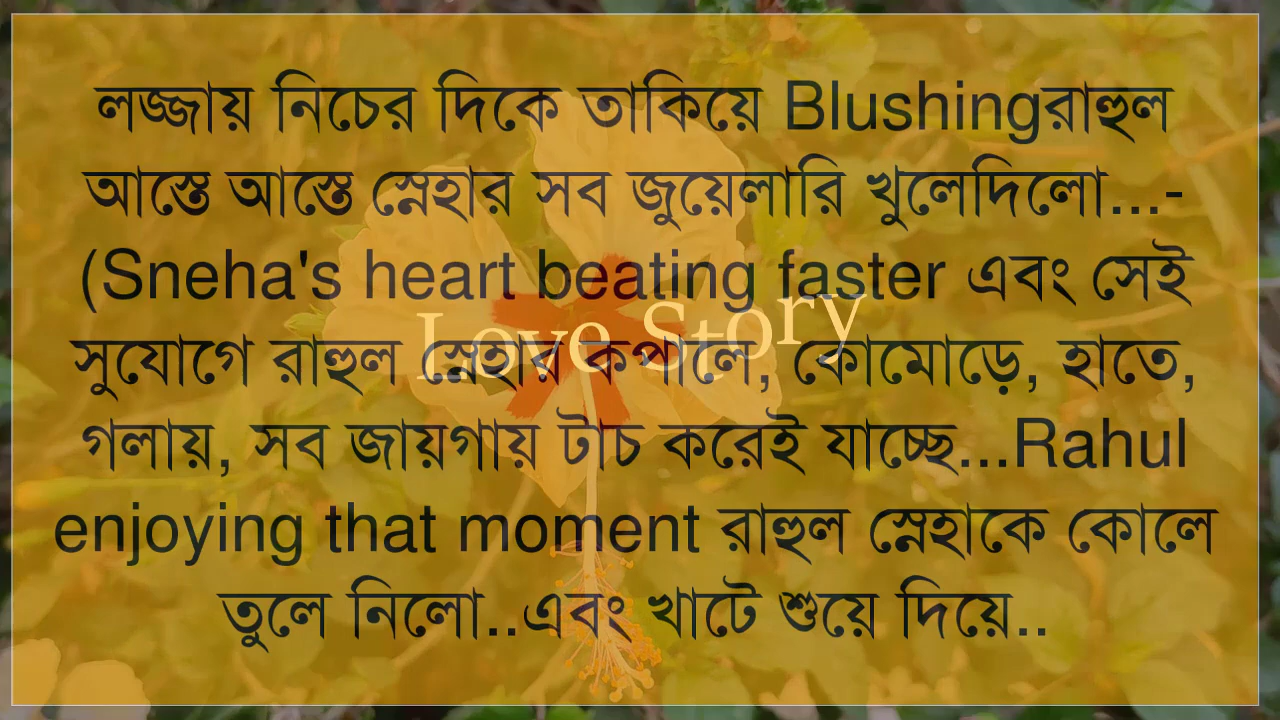 লজ্জায় নিচের দিকে তাকিয়ে Blushingরাহুল
আস্তে আস্তে স্নেহার সব জুয়েলারি খুলেদিলো...-
(Sneha's heart beating faster এবং সেই
Love Story
সুযোগে রাহুল স্নেহার কপালে, কোমোড়ে, হাতে,
গলায়, সব জায়গায় টাচ করেই যাচ্ছে...Rahul
enjoying that moment রাহুল স্নেহাকে কোলে
তুলে নিলো..এবং খাটে শুয়ে দিয়ে..